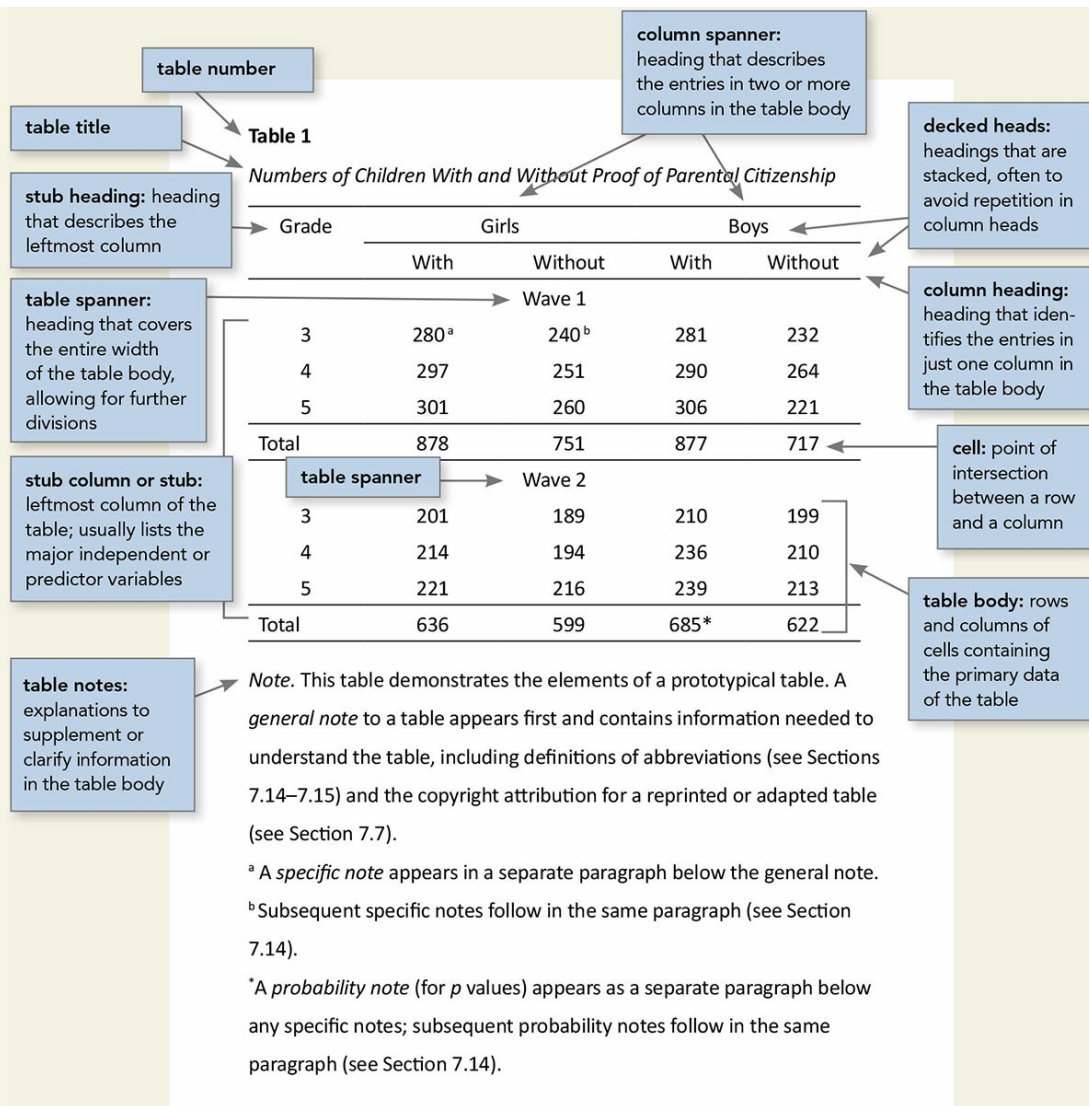 table number
column spanner:
heading that describes
the entries in two or more
columns in the table body
table title
Table 1
decked heads:
headings that are
stacked, often to
avoid repetition in
column heads
Numbers of Children With and Without Proof of Parental Citizenship
stub heading: heading
that describes the
leftmost column
Grade Girls Boys
With Without With Without
table spanner:
heading that covers
the entire width
of the table body,
allowing for further
divisions
column heading:
heading that iden-
tifies the entries in
just one column in
the table body
Wave 1
3 280 a 240 b 281 232
4 297 251 290 264
5 301 260 306 221
Total 878 751 877 717
cell: point of
intersection
between a row
and a column
stub column or stub:
leftmost column of the
table; usually lists the
major independent or
predictor variables
table spanner
Wave 2
3 201 189 210 199
4 214 194 236 210
5 221 216 239 213
Total 636 599 685* 622
table body: rows
and columns of
cells containing
the primary data
of the table
table notes:
explanations to
supplement or
clarify information
in the table body
Note. This table demonstrates the elements of a prototypical table. A
general note to a table appears first and contains information needed to
understand the table, including definitions of abbreviations (see Sections
7.14–7.15) and the copyright attribution for a reprinted or adapted table
(see Section 7.7).
a A specific note appears in a separate paragraph below the general note.
b Subsequent specific notes follow in the same paragraph (see Section
7.14).
*A probability note (for p values) appears as a separate paragraph below
any specific notes; subsequent probability notes follow in the same
paragraph (see Section 7.14).